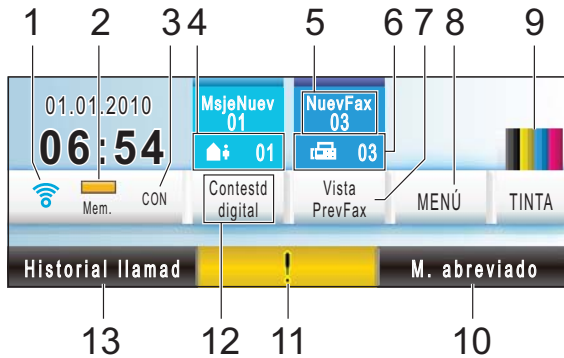 1 2 3 4 5 6 7 8 9
01.01.2010
06:54
MsjeNuev
01
NuevFax
03
01
03
Mem.
CON
Contestd
digital
Vista
PrevFax
MENÚ
TINTA
Historial llamad
!
M. abreviado
13 12 11 10